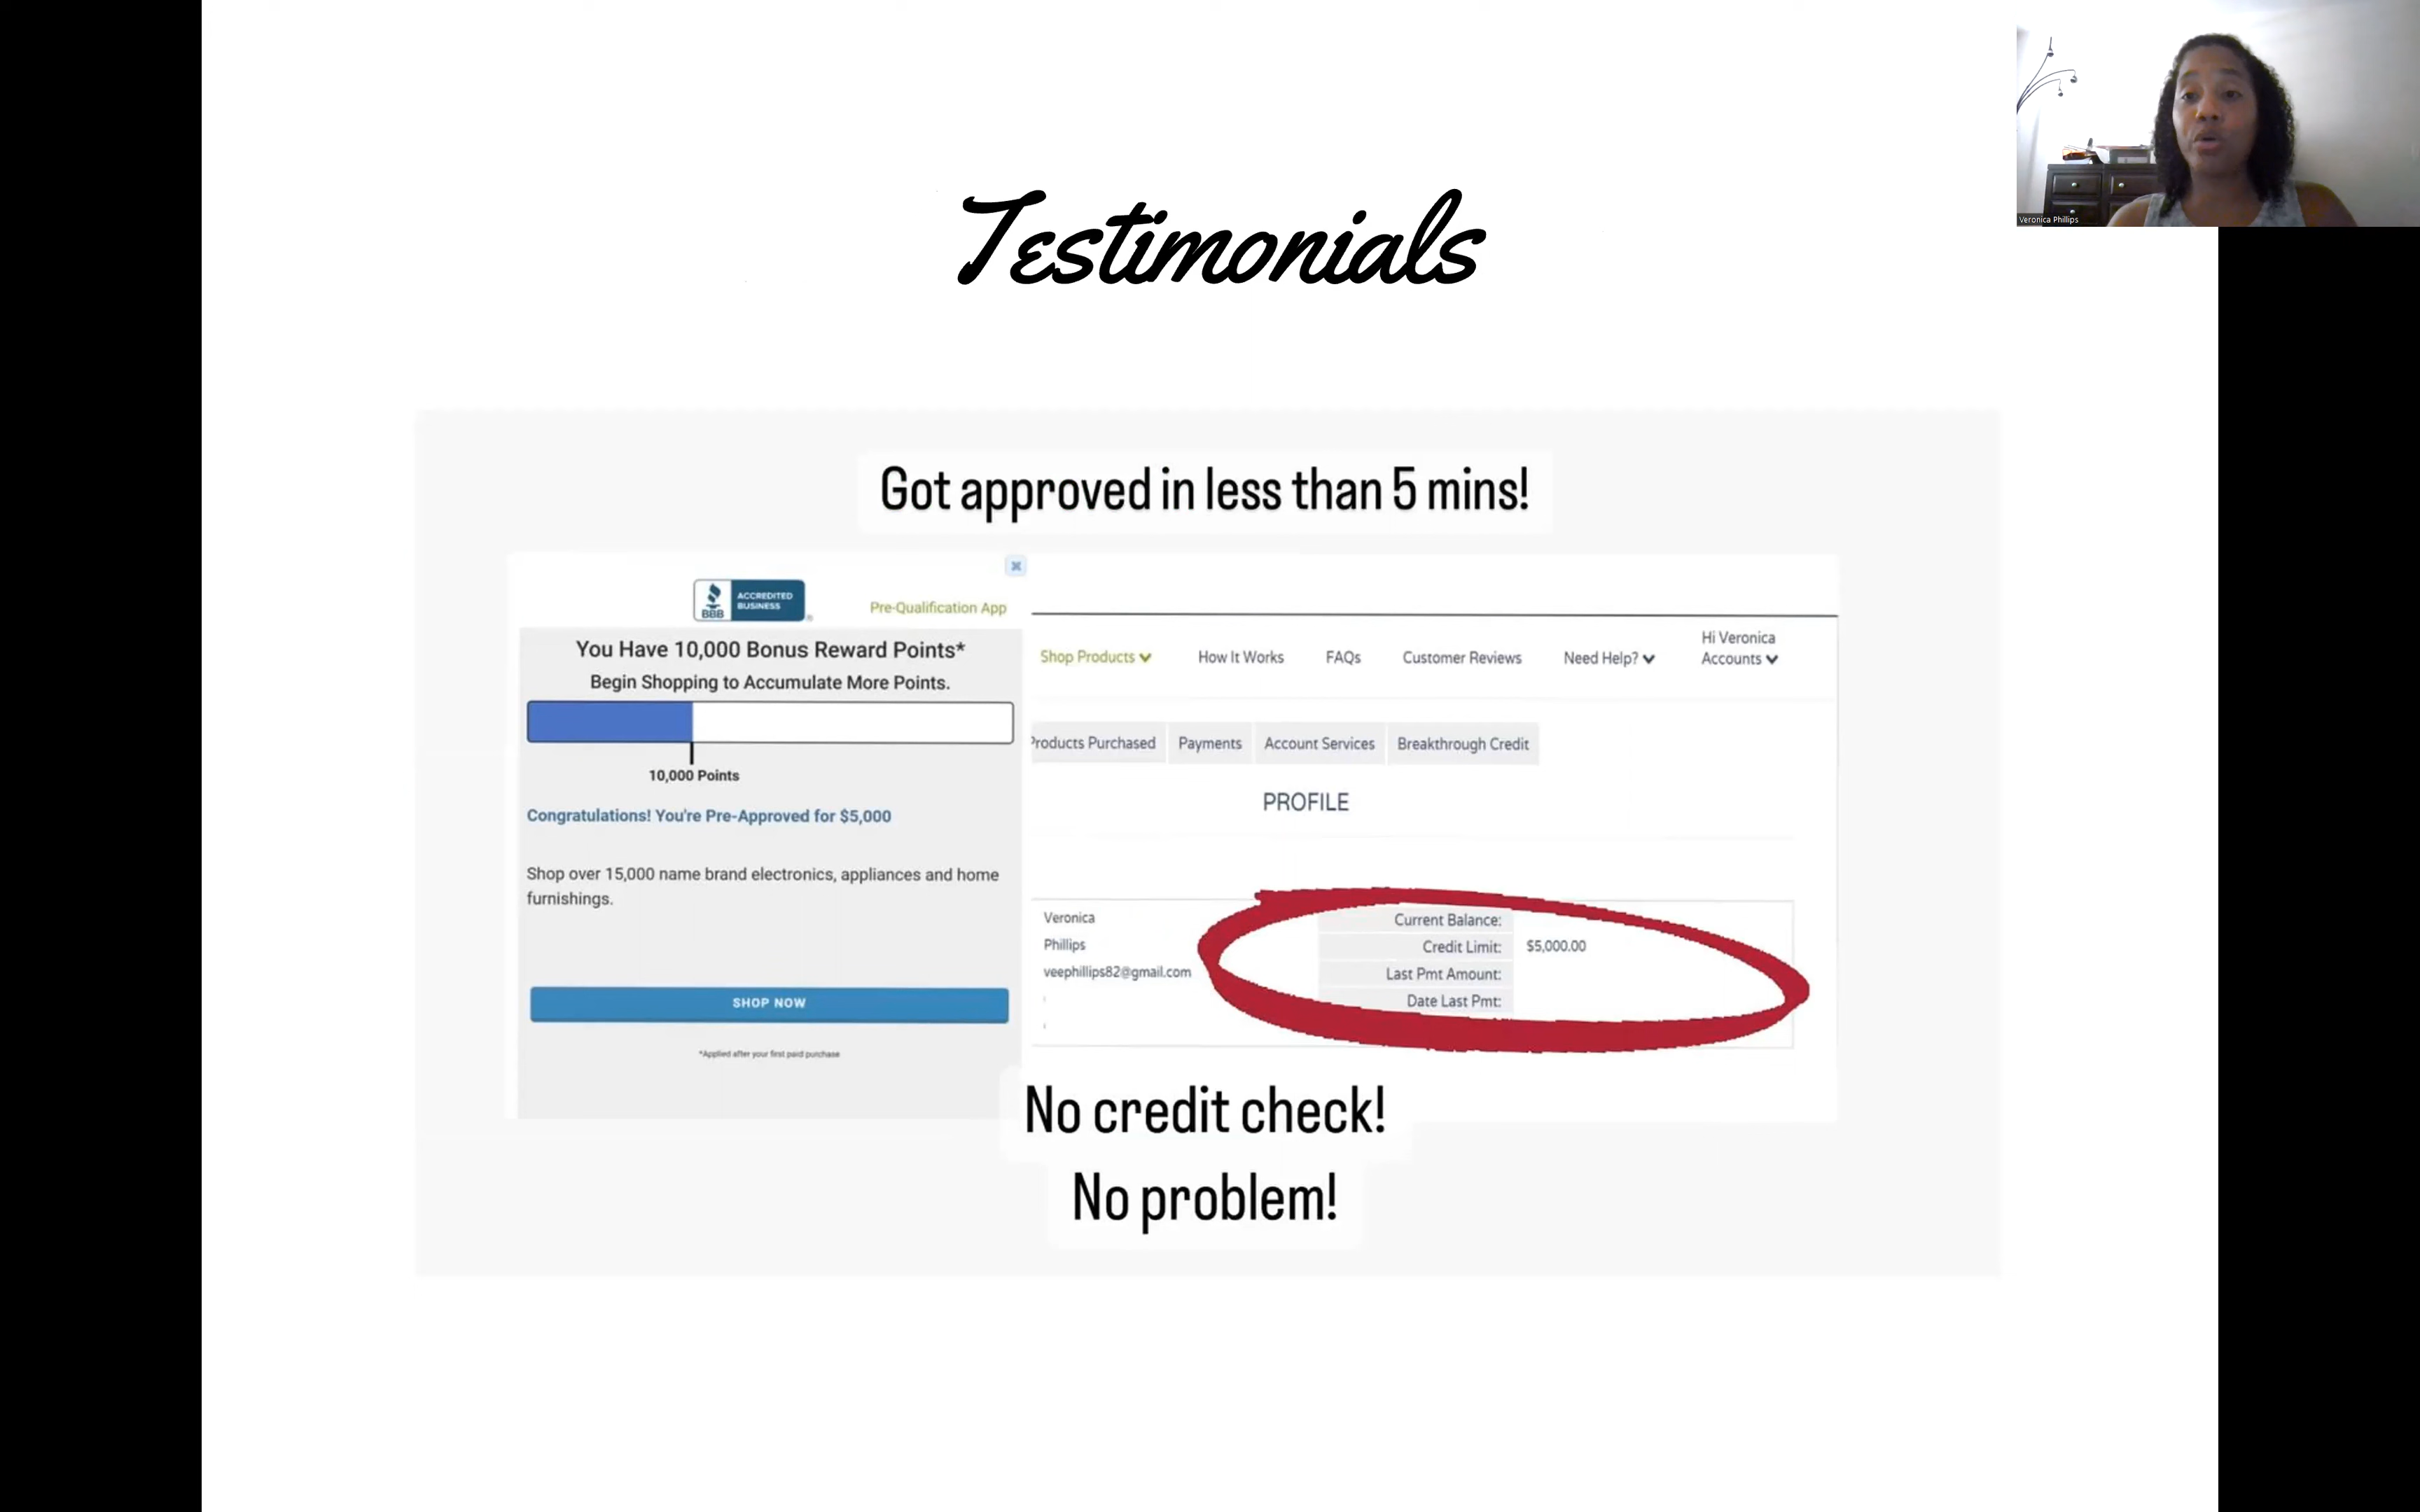 Veronica Phillips
Testimonials
Got approved in less than 5 mins!
BBB
ACCREDITED
BUSINESS
Pre-Qualification App
You Have 10,000 Bonus Reward Points*
Begin Shopping to Accumulate More Points.
10,000 Points
Congratulations! You're Pre-Approved for $5,000
Shop over 15,000 name brand electronics, appliances and home
furnishings.
SHOP NOW
*Applied after your first paid purchase
Shop Products
How It Works
FAQs
Customer Reviews
Need Help?
Hi Veronica
Accounts
Products Purchased
Payments
Account Services
Breakthrough Credit
PROFILE
Veronica
Phillips
veephillips82@gmail.com
Current Balance:
Credit Limit: $5,000.00
Last Pmt Amount:
Date Last Pmt:
No credit check!
No problem!